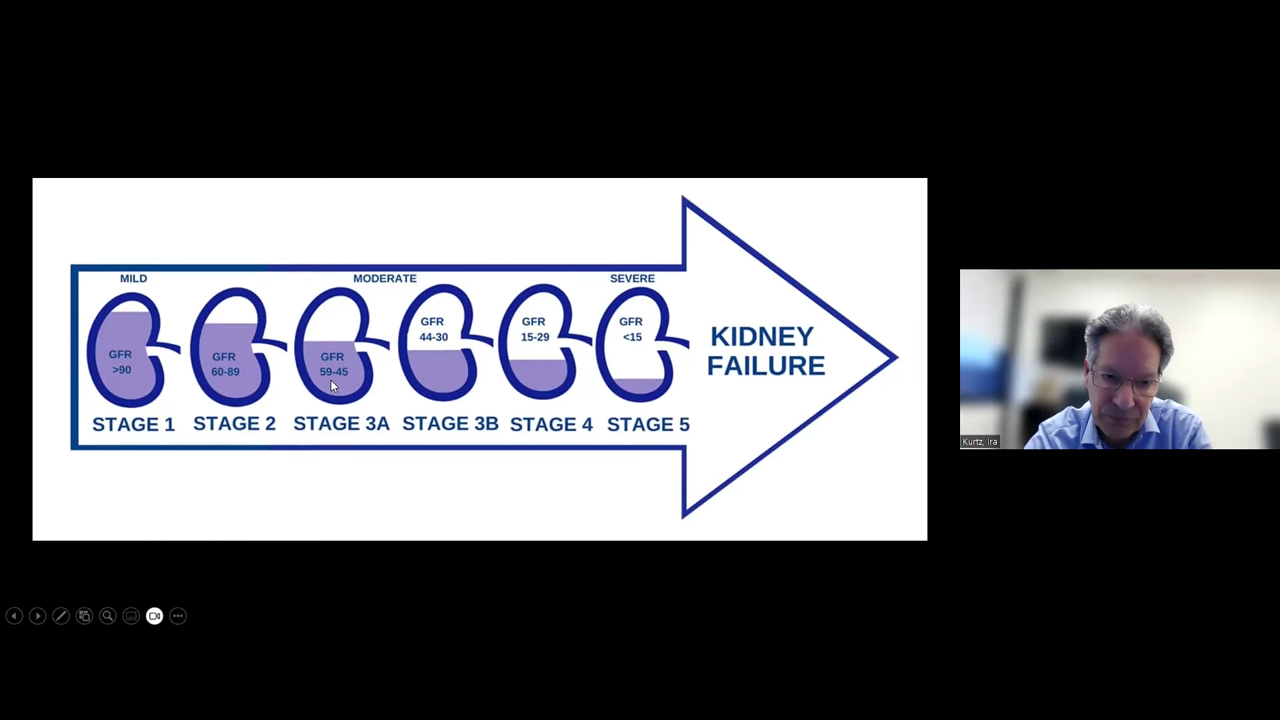 MILD
MODERATE
SEVERE
GFR
>90
GFR
60-89
GFR
59-45
GFR
44-30
GFR
15-29
GFR
<15
STAGE 1
STAGE 2
STAGE 3A
STAGE 3B
STAGE 4
STAGE 5
KIDNEY
FAILURE
Kurtz, Ira